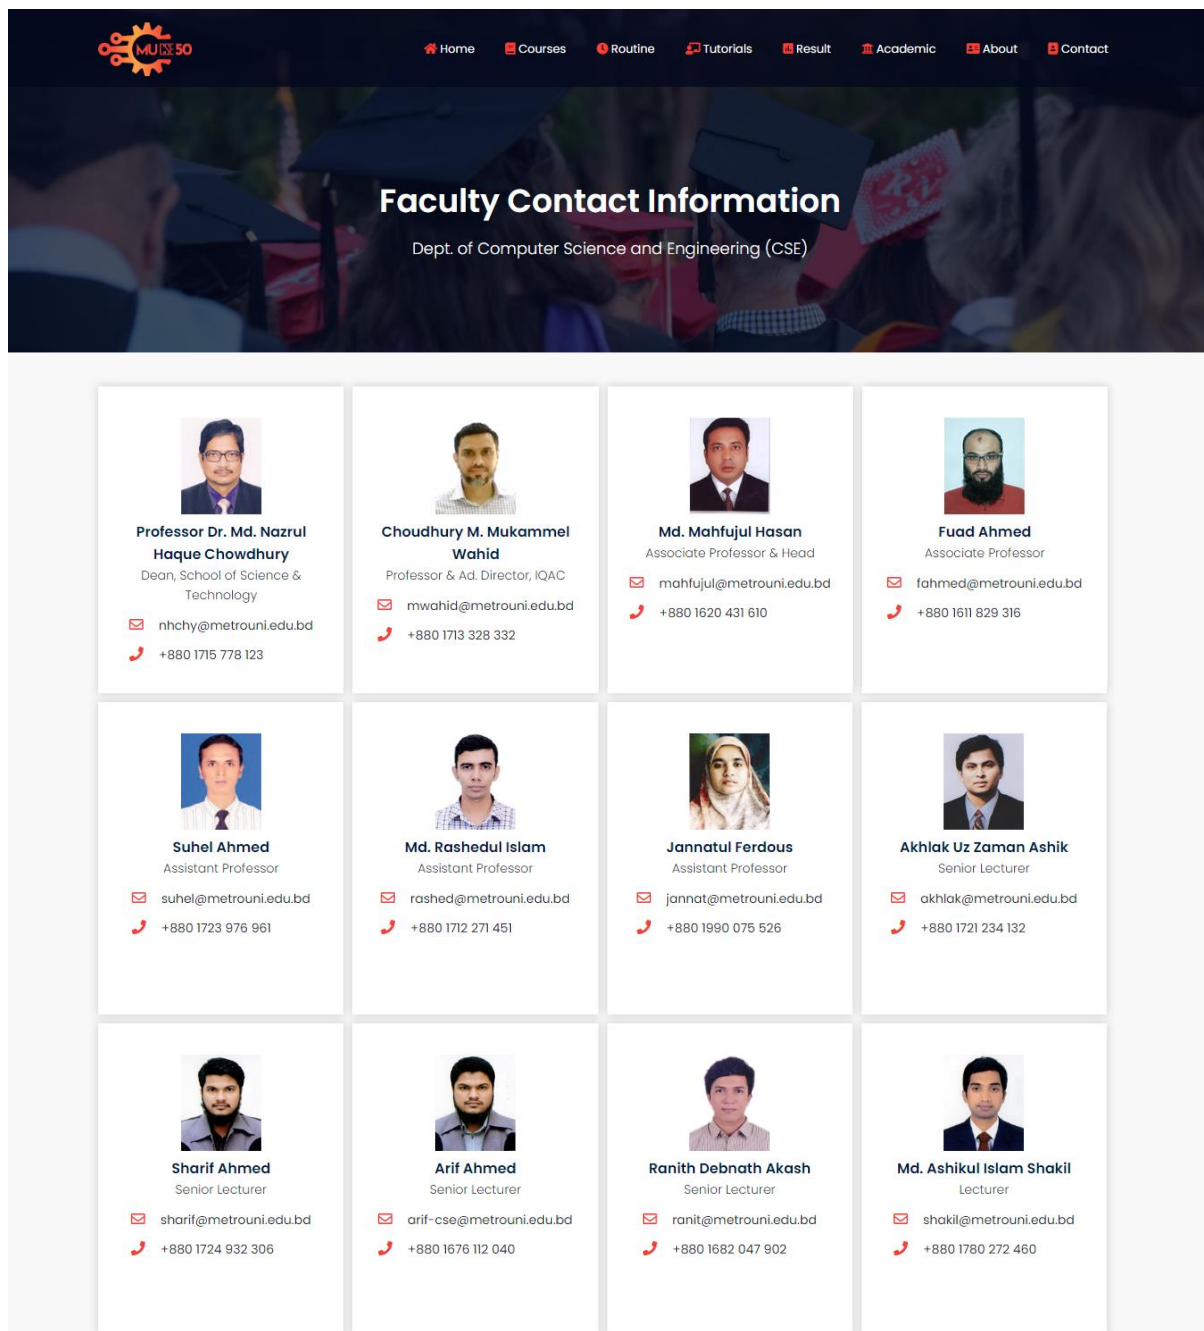 MU CSE 50
Home Courses Routine Tutorials Result Academic About Contact
Faculty Contact Information
Dept. of Computer Science and Engineering (CSE)
Professor Dr. Md. Nazrul
Haque Chowdhury
Dean, School of Science &
Technology
nhchy@metrouni.edu.bd
+880 1715 778 123
Choudhury M. Mukammel
Wahid
Professor & Ad. Director, IQAC
mwahid@metrouni.edu.bd
+880 1713 328 332
Md. Mahfujul Hasan
Associate Professor & Head
mahfujul@metrouni.edu.bd
+880 1620 431 610
Fuad Ahmed
Associate Professor
fahmed@metrouni.edu.bd
+880 1611 829 316
Suhel Ahmed
Assistant Professor
suhel@metrouni.edu.bd
+880 1723 976 961
Md. Rashedul Islam
Assistant Professor
rashed@metrouni.edu.bd
+880 1712 271 451
Jannatul Ferdous
Assistant Professor
jannat@metrouni.edu.bd
+880 1990 075 526
Akhlak Uz Zaman Ashik
Senior Lecturer
akhlak@metrouni.edu.bd
+880 1721 234 132
Sharif Ahmed
Senior Lecturer
sharif@metrouni.edu.bd
+880 1724 932 306
Arif Ahmed
Senior Lecturer
arif-cse@metrouni.edu.bd
+880 1676 112 040
Ranith Debnath Akash
Senior Lecturer
ranit@metrouni.edu.bd
+880 1682 047 902
Md. Ashikul Islam Shakil
Lecturer
shakil@metrouni.edu.bd
+880 1780 272 460